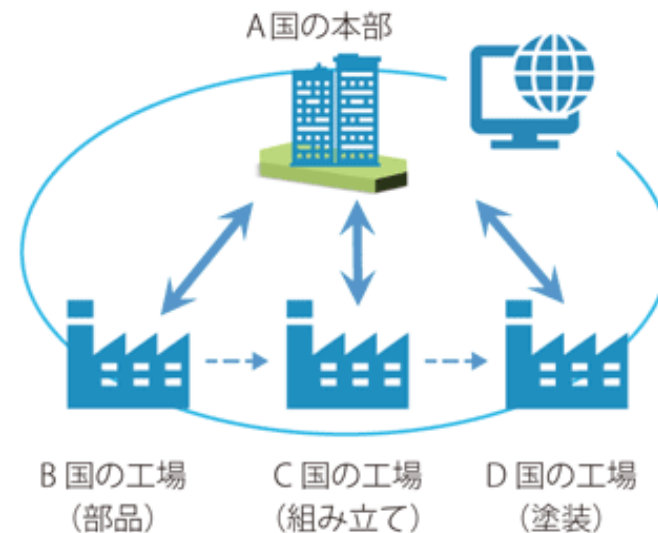 A国の本部
B国の工場
(部品)
C国の工場
(組み立て)
D国の工場
(塗装)